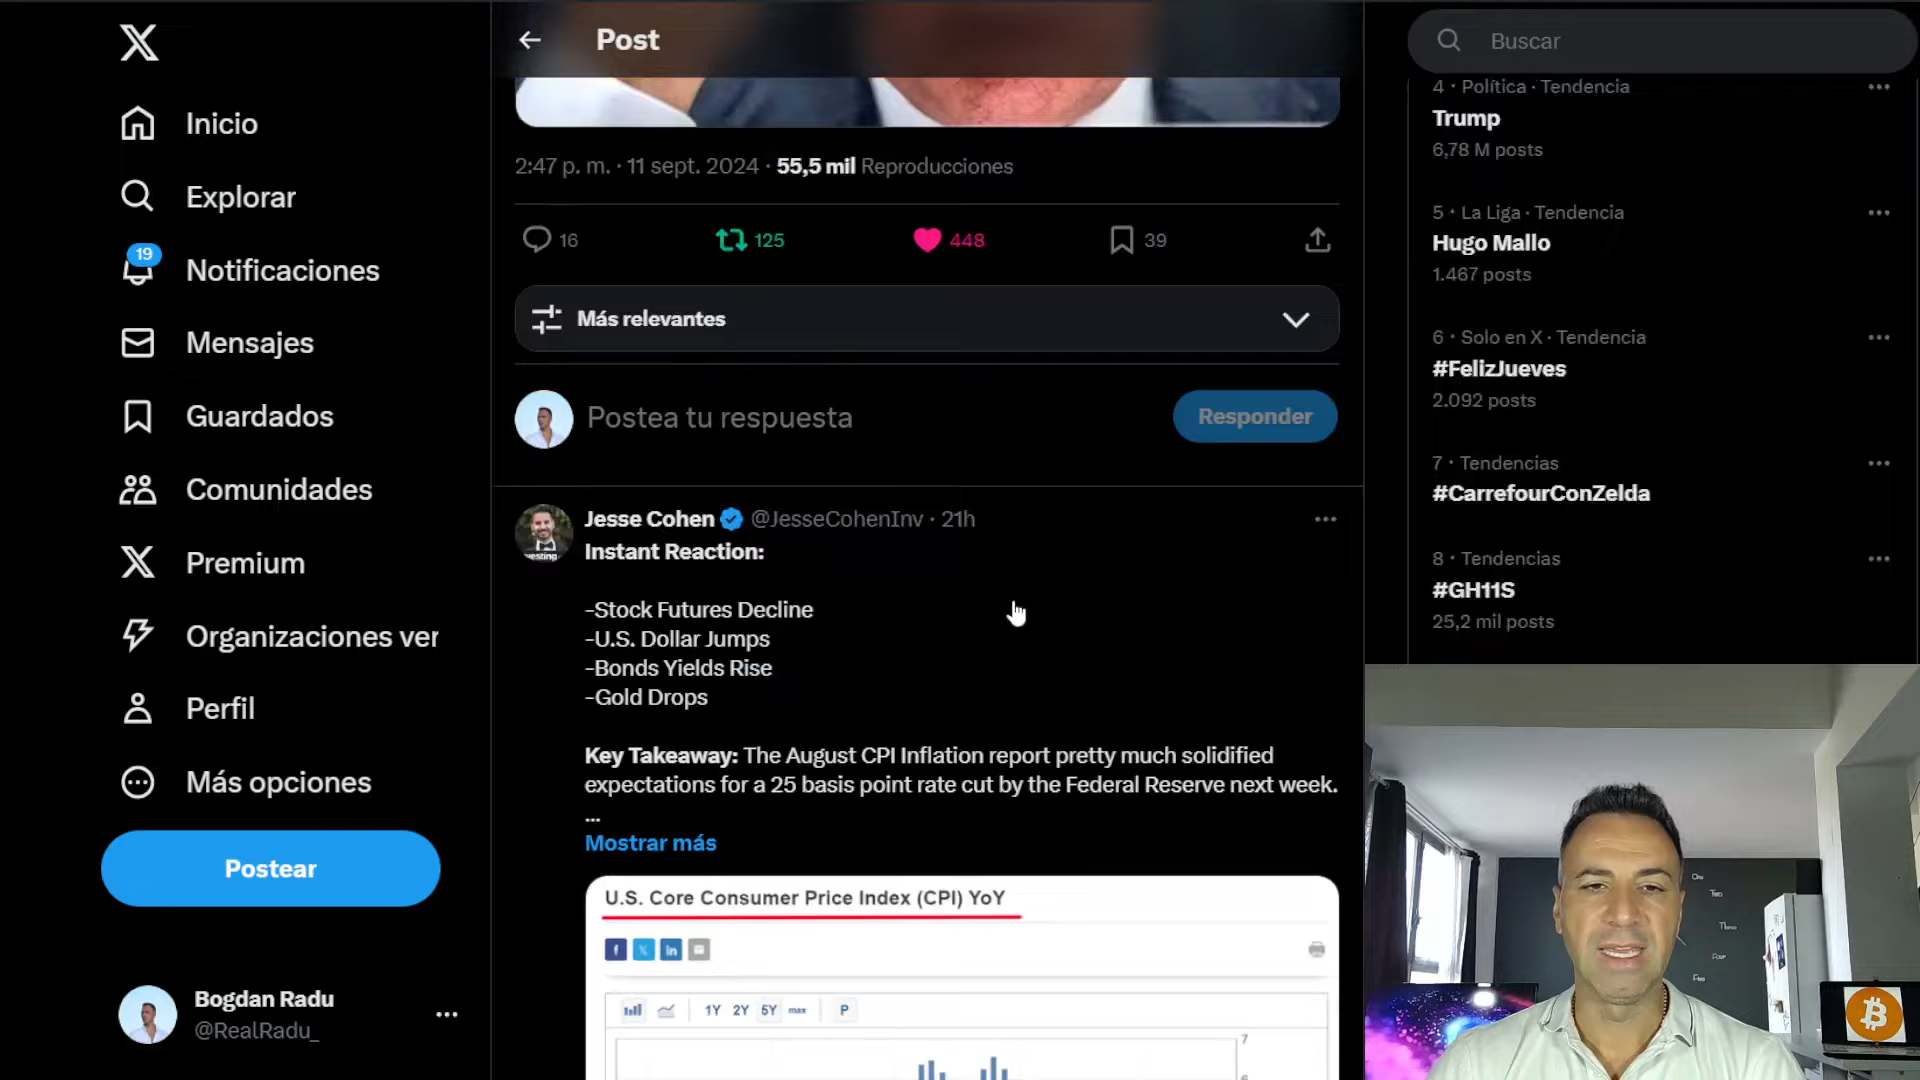 Inicio
Explorar
19
Notificaciones
Mensajes
Guardados
Comunidades
Premium
Organizaciones ver
Perfil
Más opciones
Postear
Bogdan Radu
@RealRadu_
Post
2:47 p. m. · 11 sept. 2024 · 55,5 mil Reproducciones
16
125
448
39
Más relevantes
Postea tu respuesta
Responder
Jesse Cohen @JesseCohenInv · 21h
Instant Reaction:
-Stock Futures Decline
-U.S. Dollar Jumps
-Bonds Yields Rise
-Gold Drops
Key Takeaway: The August CPI Inflation report pretty much solidified
expectations for a 25 basis point rate cut by the Federal Reserve next week.
...
Mostrar más
U.S. Core Consumer Price Index (CPI) YoY
1Y 2Y 5Y max P
7
Buscar
4 · Política · Tendencia
Trump
6,78 M posts
5 · La Liga · Tendencia
Hugo Mallo
1.467 posts
6 · Solo en X · Tendencia
#FelizJueves
2.092 posts
7 · Tendencias
#CarrefourConZelda
8 · Tendencias
#GH11S
25,2 mil posts
One
Two
Four
Five